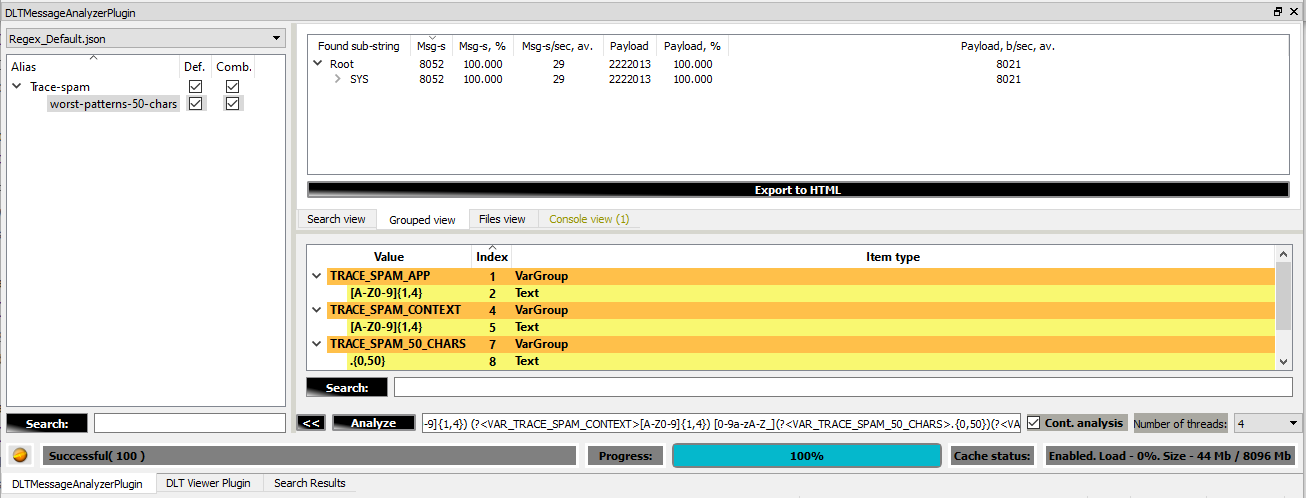 DLTMessageAnalyzerPlugin
Regex_Default.json
Alias Def. Comb.
Trace-spam
worst-patterns-50-chars
Search:
Found sub-string Msg-s Msg-s, % Msg-s/sec, av. Payload Payload, % Payload, b/sec, av.
Root 8052 100.000 29 2222013 100.000 8021
SYS 8052 100.000 29 2222013 100.000 8021
Export to HTML
Search view Grouped view Files view Console view (1)
Value Index Item type
TRACE_SPAM_APP 1 VarGroup
[A-Z0-9]{1,4} 2 Text
TRACE_SPAM_CONTEXT 4 VarGroup
[A-Z0-9]{1,4} 5 Text
TRACE_SPAM_50_CHARS 7 VarGroup
.{0,50} 8 Text
Search:
<< Analyze -9]{1,4}) (?<VAR_TRACE_SPAM_CONTEXT>[A-Z0-9]{1,4}) [0-9a-zA-Z_](?<VAR_TRACE_SPAM_50_CHARS>.{0,50})(?<VA Cont. analysis Number of threads: 4
Successful( 100 ) Progress: 100% Cache status: Enabled. Load - 0%. Size - 44 Mb / 8096 Mb
DLTMessageAnalyzerPlugin DLT Viewer Plugin Search Results